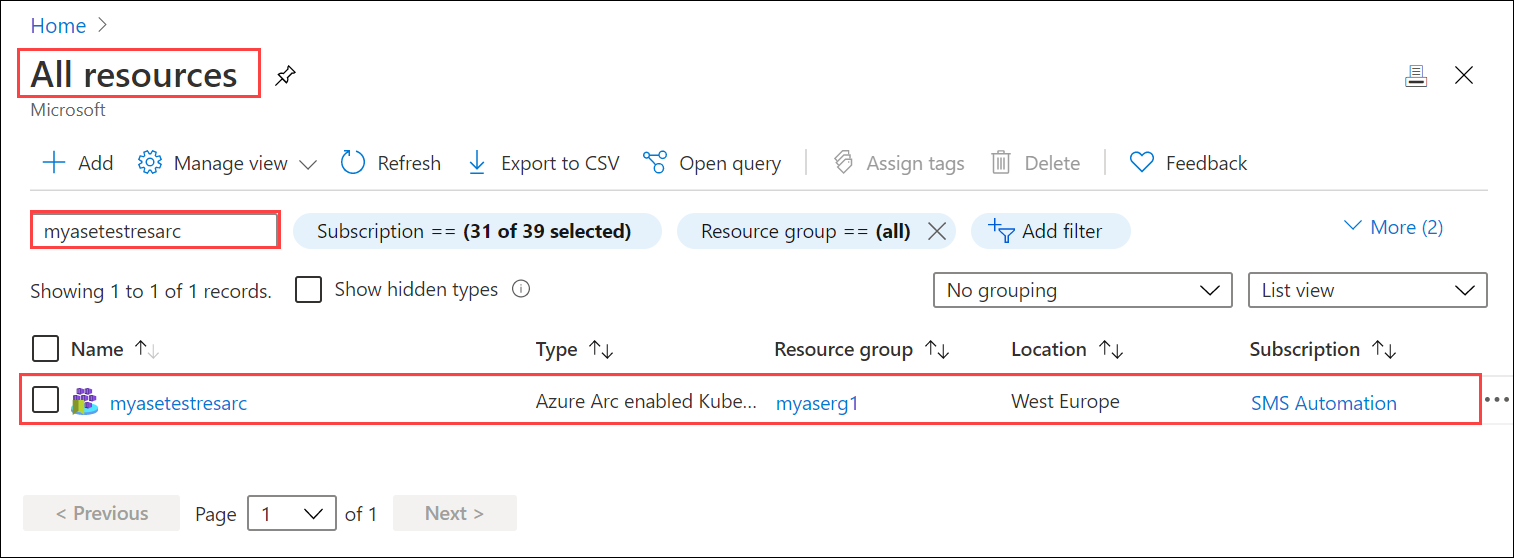 Home >
All resources
Microsoft
Add Manage view Refresh Export to CSV Open query Assign tags Delete Feedback
myasetestresarc Subscription == (31 of 39 selected) Resource group == (all) Add filter More (2)
Showing 1 to 1 of 1 records. Show hidden types No grouping List view
Name Type Resource group Location Subscription
myasetestresarc Azure Arc enabled Kube... myaserg1 West Europe SMS Automation ...
< Previous Page 1 of 1 Next >